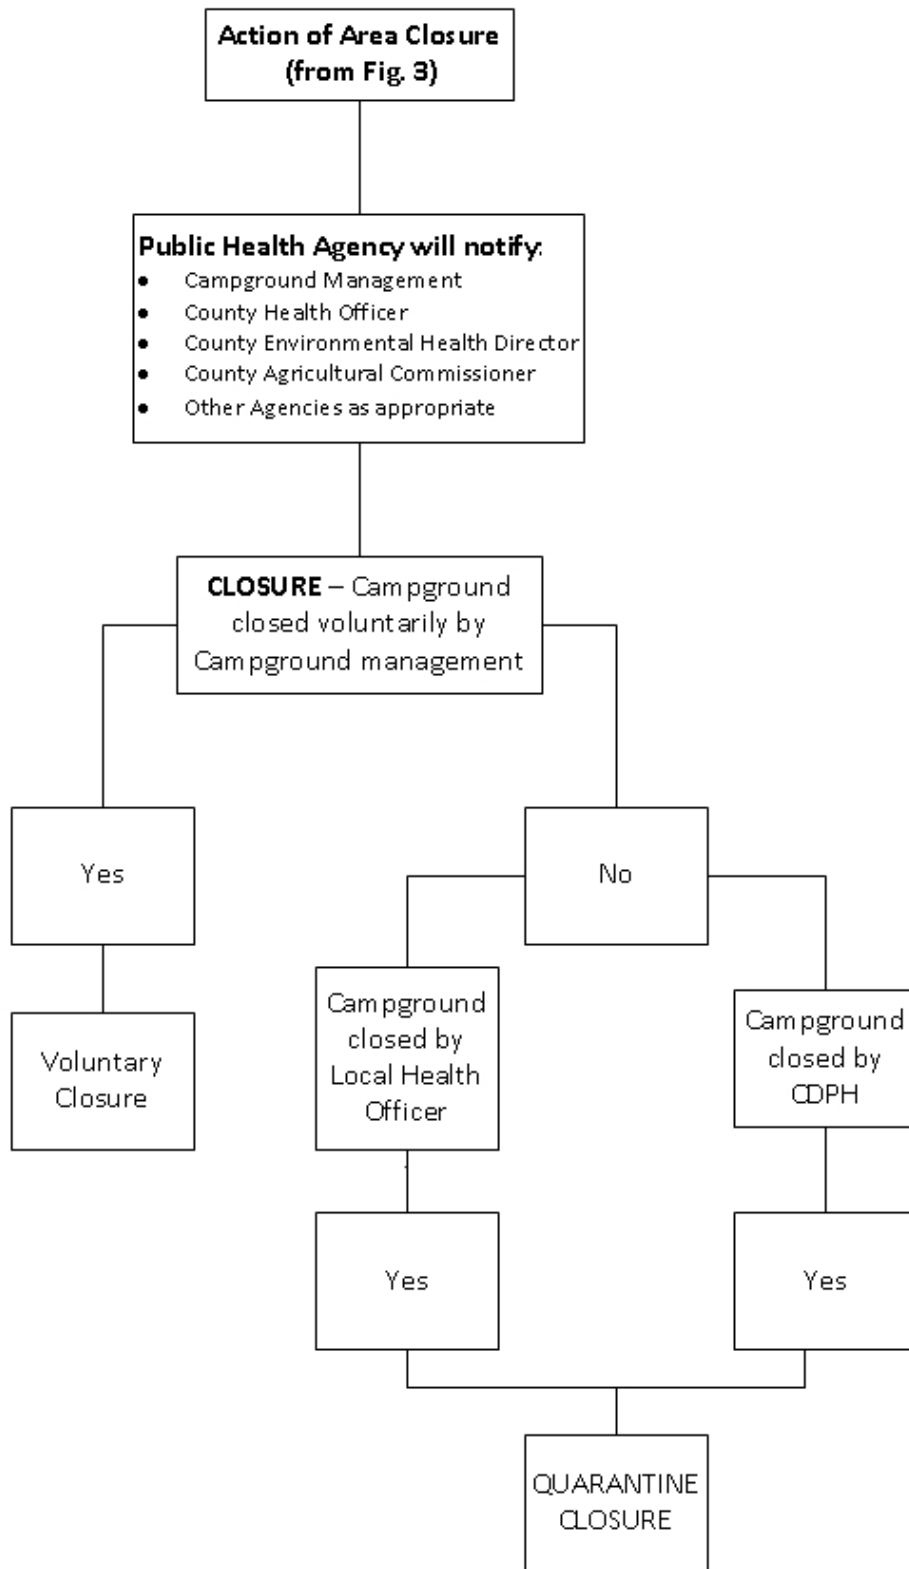 Action of Area Closure
(from Fig. 3)
Public Health Agency will notify:
● Campground Management
● County Health Officer
● County Environmental Health Director
● County Agricultural Commissioner
● Other Agencies as appropriate
CLOSURE – Campground
closed voluntarily by
Campground management
Yes
No
Voluntary
Closure
Campground
closed by
Local Health
Officer
Campground
closed by
CDPH
Yes
Yes
QUARANTINE
CLOSURE